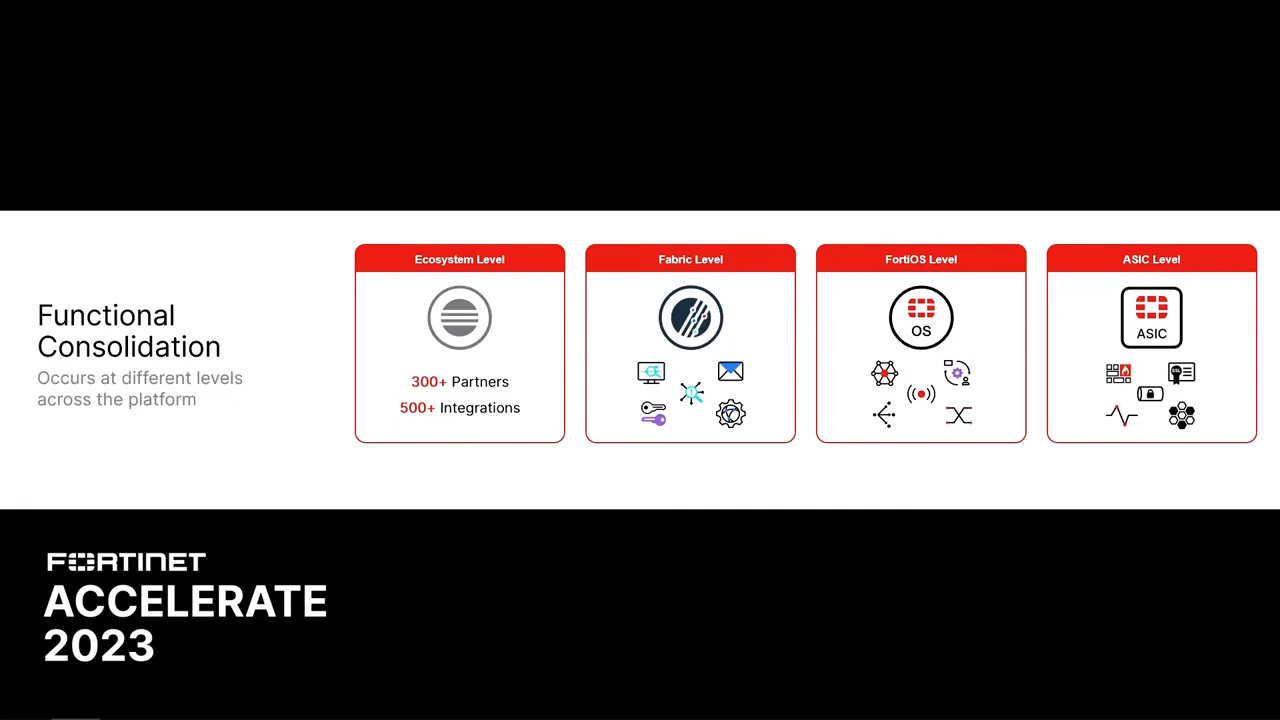 Functional
Consolidation
Occurs at different levels
across the platform
Ecosystem Level
300+ Partners
500+ Integrations
Fabric Level
FortiOS Level
OS
ASIC Level
ASIC
FORTINET
ACCELERATE
2023